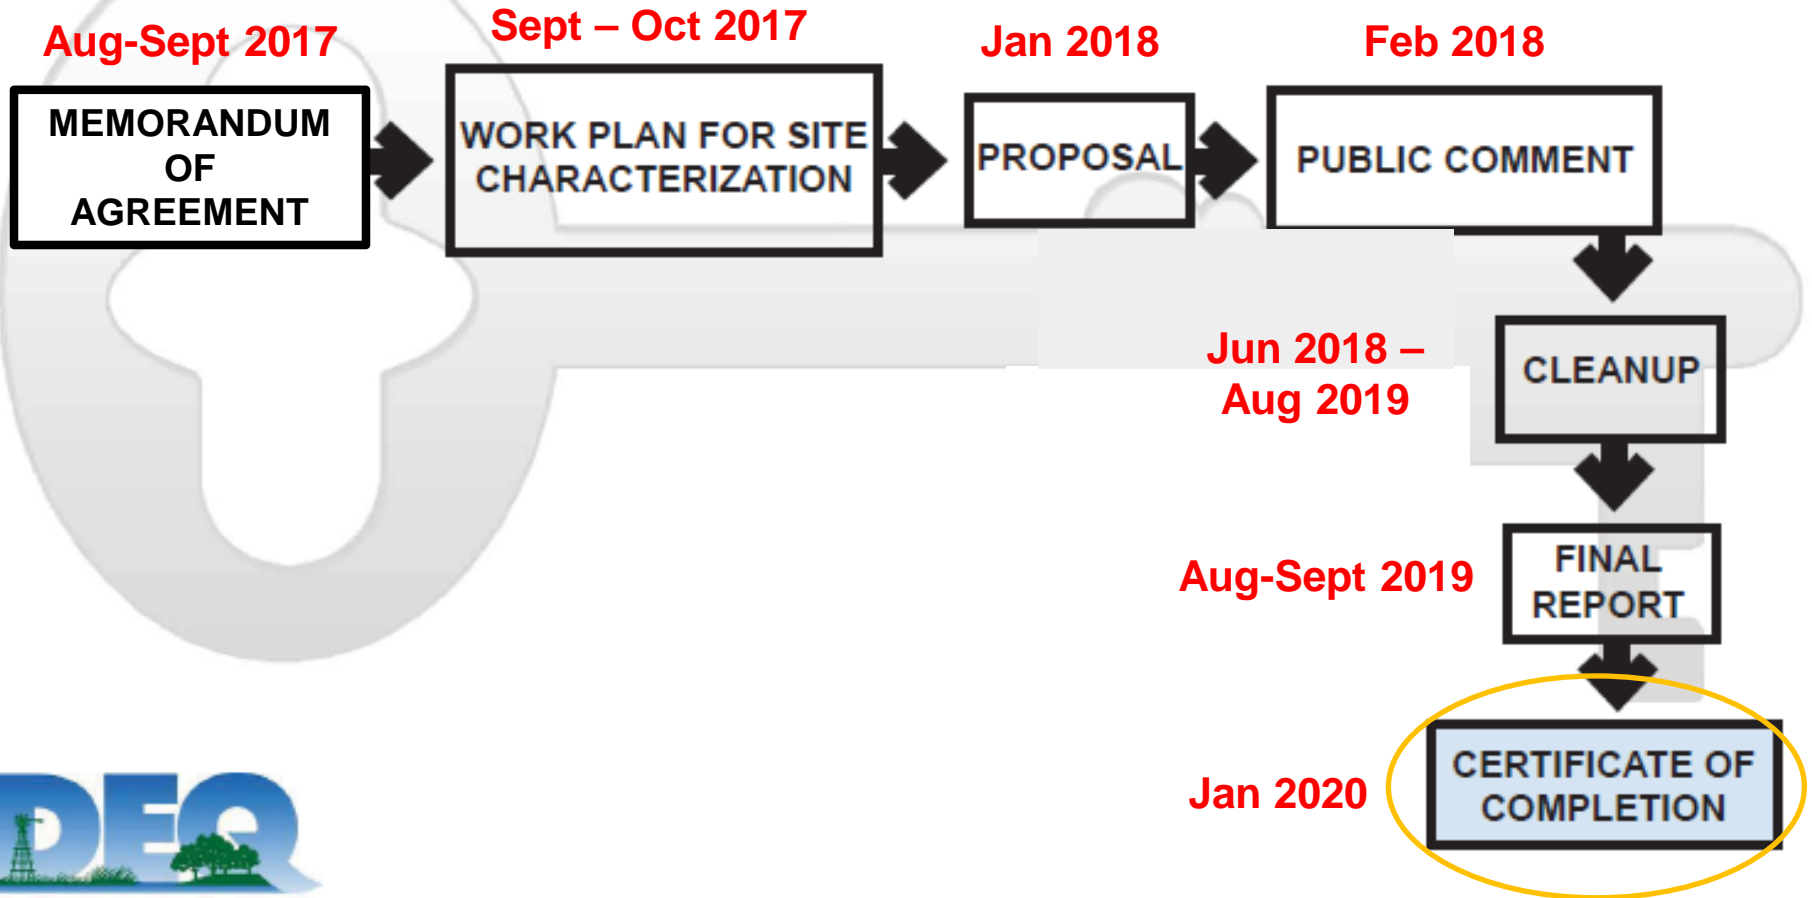 Aug-Sept 2017
Sept – Oct 2017
Jan 2018
Feb 2018
MEMORANDUM
OF
AGREEMENT
WORK PLAN FOR SITE
CHARACTERIZATION
PROPOSAL
PUBLIC COMMENT
Jun 2018 –
Aug 2019
CLEANUP
Aug-Sept 2019
FINAL
REPORT
Jan 2020
CERTIFICATE OF
COMPLETION
DEQ